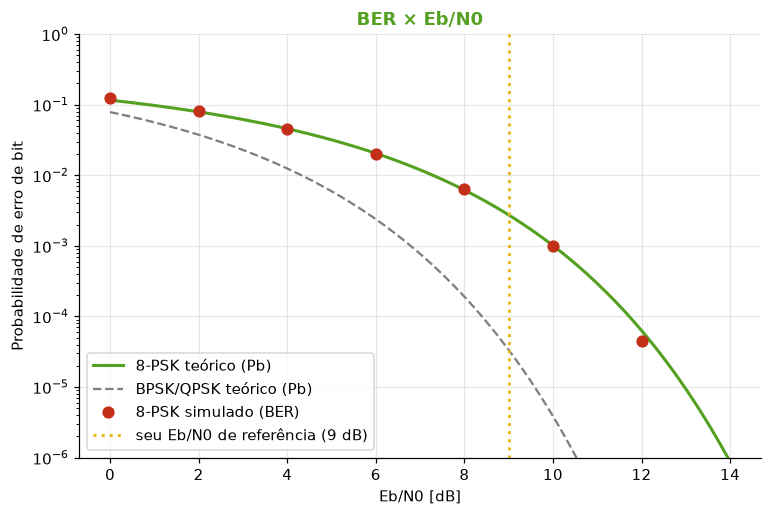 BER × Eb/N0
Probabilidade de erro de bit
10⁰
10⁻¹
10⁻²
10⁻³
10⁻⁴
10⁻⁵
10⁻⁶
8-PSK teórico (Pb)
BPSK/QPSK teórico (Pb)
8-PSK simulado (BER)
seu Eb/N0 de referência (9 dB)
0 2 4 6 8 10 12 14
Eb/N0 [dB]